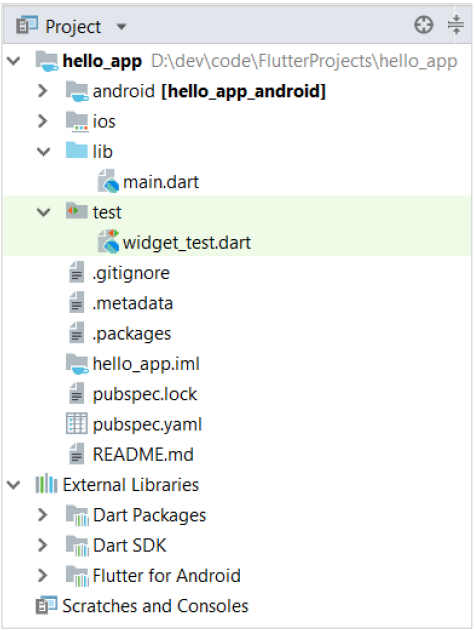 Project
hello_app D:\dev\code\FlutterProjects\hello_app
android [hello_app_android]
ios
lib
main.dart
test
widget_test.dart
.gitignore
.metadata
.packages
hello_app.iml
pubspec.lock
pubspec.yaml
README.md
External Libraries
Dart Packages
Dart SDK
Flutter for Android
Scratches and Consoles